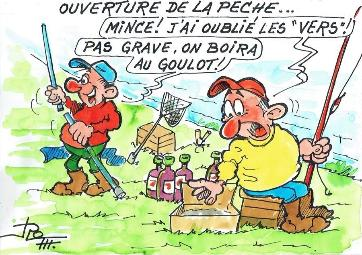 OUVERTURE DE LA PECHE...
MINCE! J'AI OUBLIÉ LES "VERS"!
PAS GRAVE, ON BOIRA
AU GOULOT!